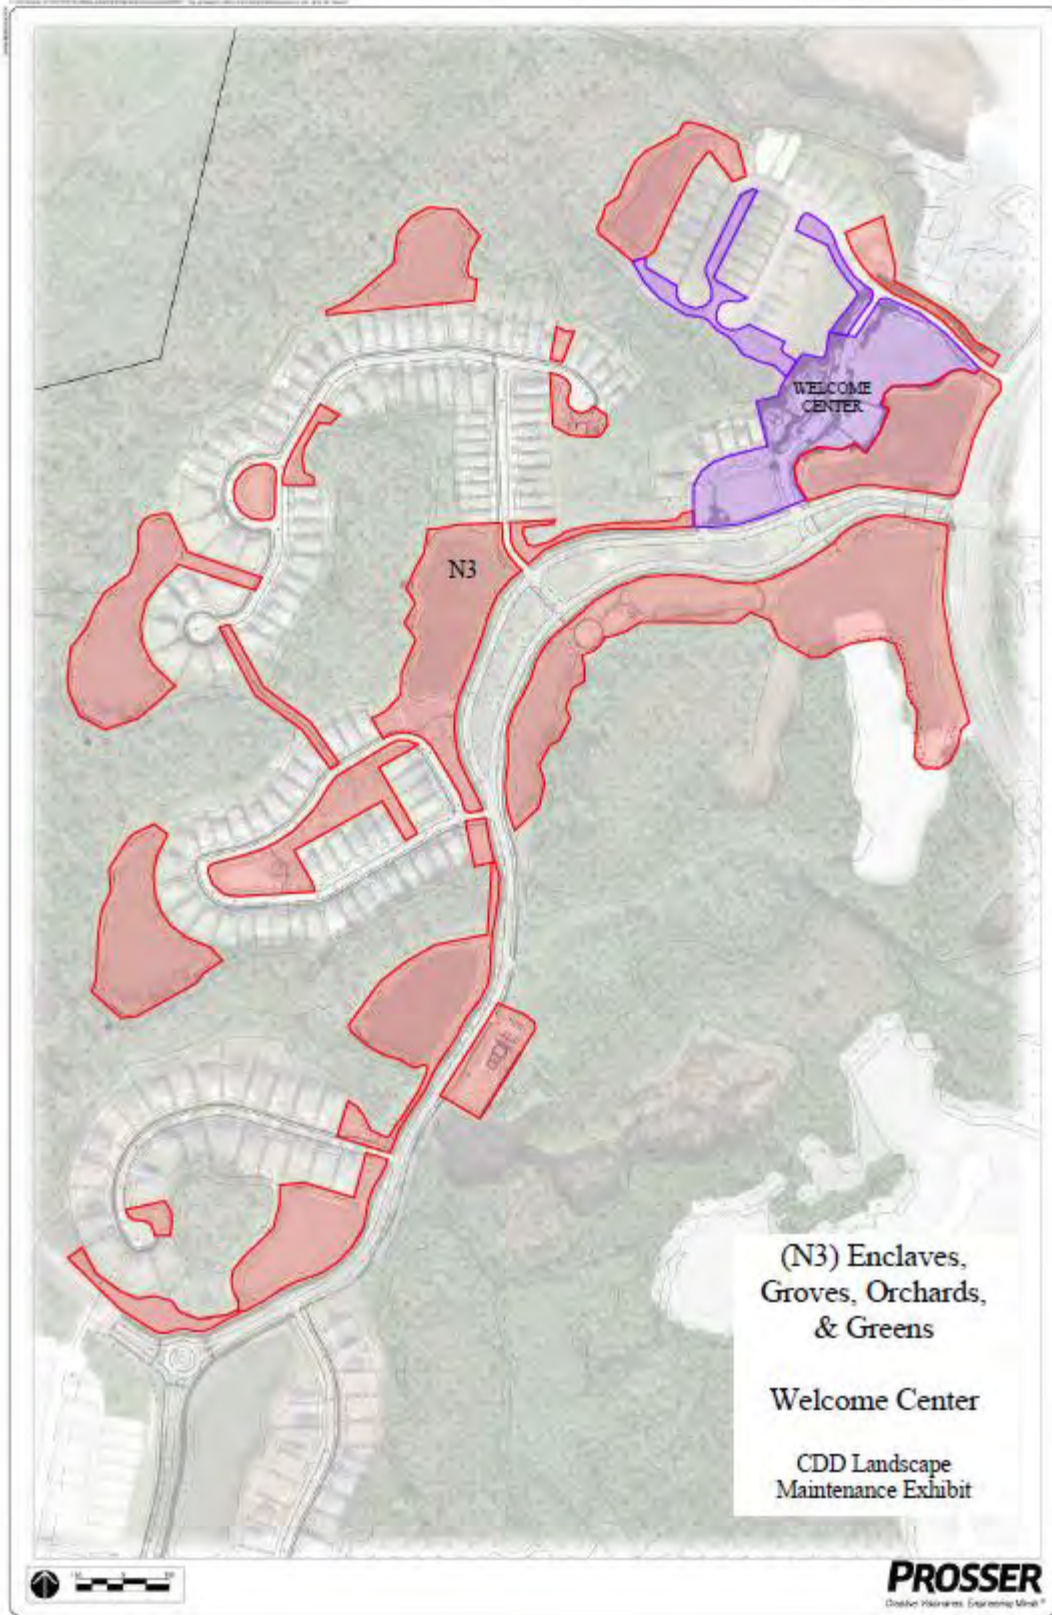 WELCOME
CENTER
N3
(N3) Enclaves,
Groves, Orchards,
& Greens
Welcome Center
CDD Landscape
Maintenance Exhibit
PROSSER